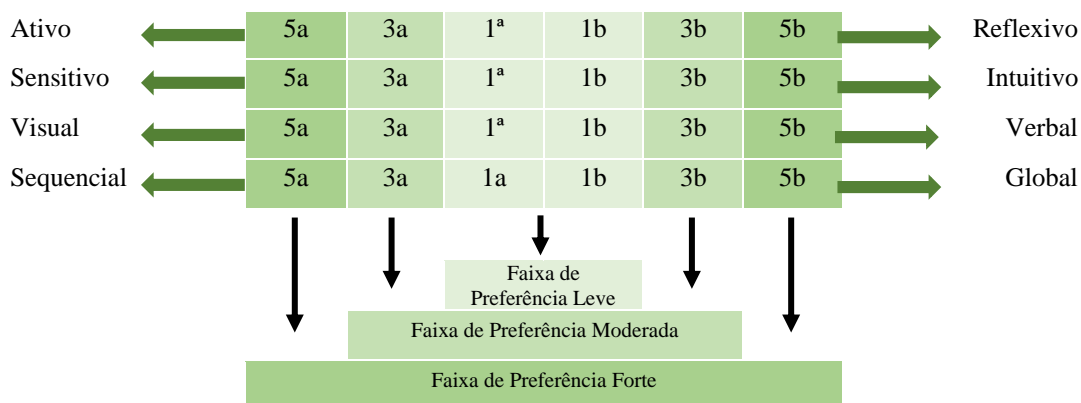 Ativo 5a 3a 1ª 1b 3b 5b Reflexivo
Sensitivo 5a 3a 1ª 1b 3b 5b Intuitivo
Visual 5a 3a 1ª 1b 3b 5b Verbal
Sequencial 5a 3a 1a 1b 3b 5b Global
Faixa de
Preferência Leve
Faixa de Preferência Moderada
Faixa de Preferência Forte